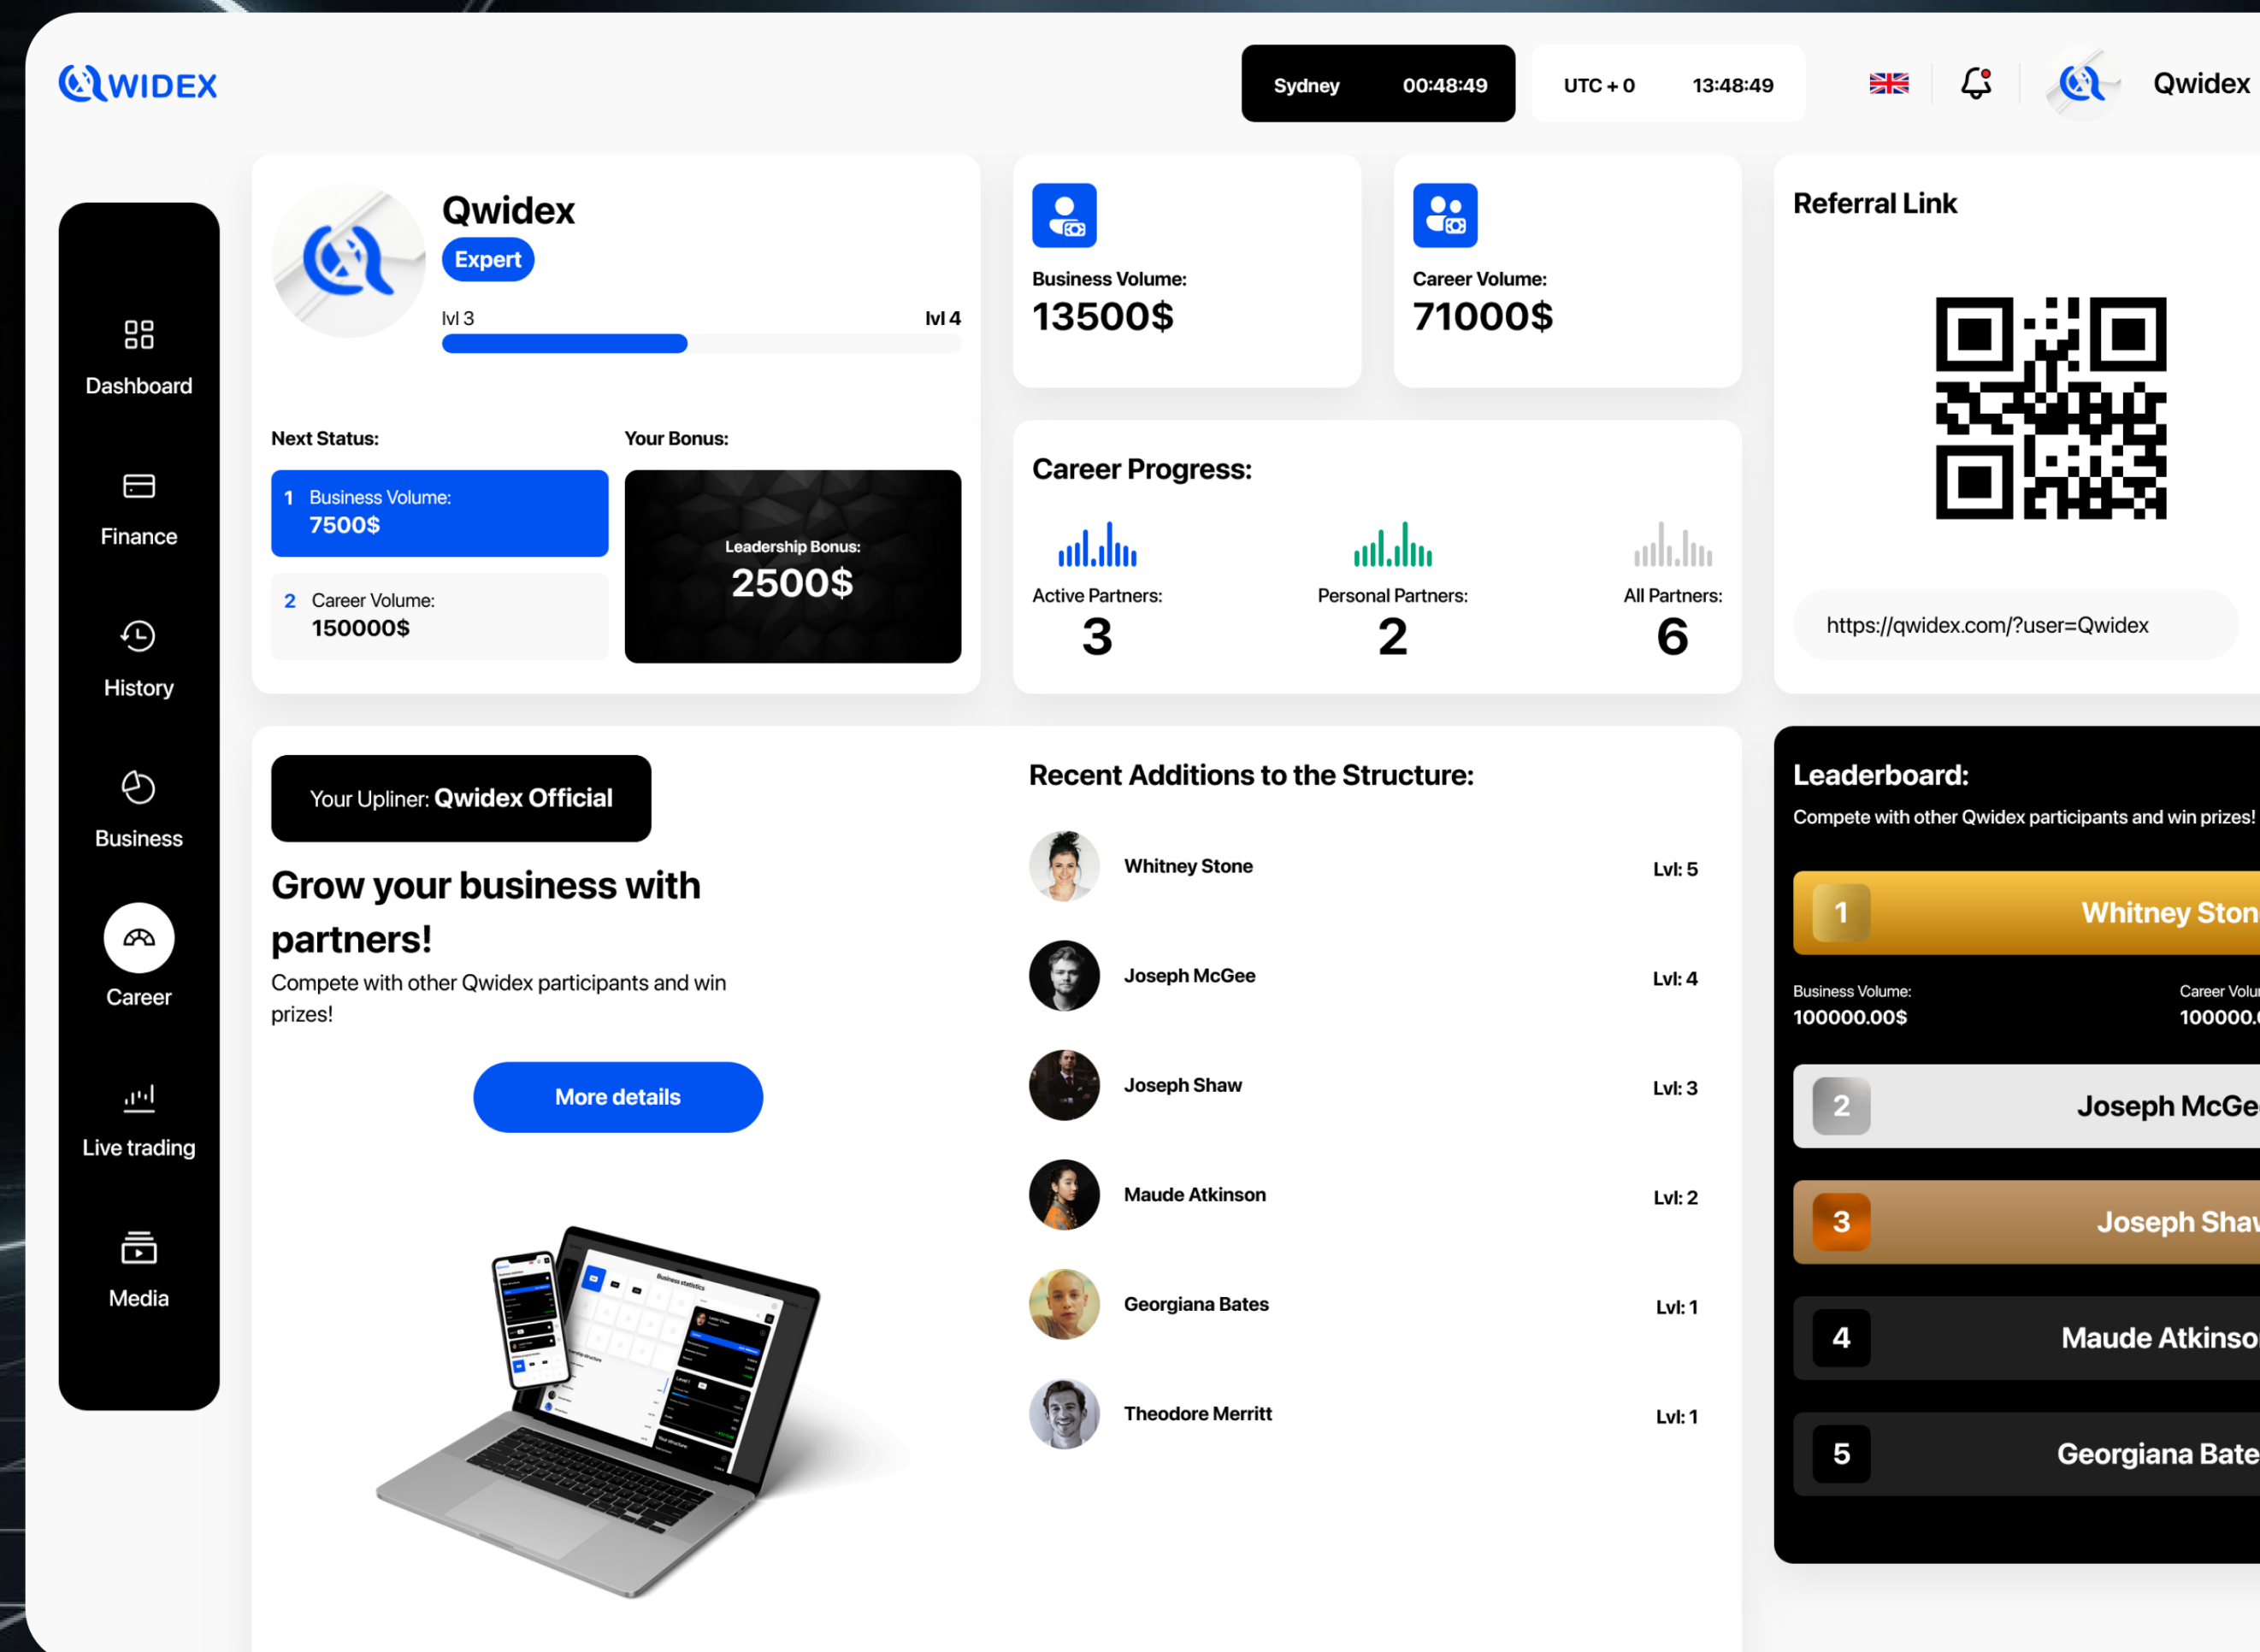 QWIDEX
Sydney 00:48:49
UTC + 0 13:48:49
Qwidex
Dashboard
Finance
History
Business
Career
Live trading
Media
Qwidex
Expert
lvl 3 lvl 4
Next Status:
1 Business Volume:
7500$
2 Career Volume:
150000$
Your Bonus:
Leadership Bonus:
2500$
Business Volume:
13500$
Career Volume:
71000$
Career Progress:
Active Partners:
3
Personal Partners:
2
All Partners:
6
Referral Link
https://qwidex.com/?user=Qwidex
Your Upliner: Qwidex Official
Grow your business with
partners!
Compete with other Qwidex participants and win
prizes!
More details
Business statistics
Recent Additions to the Structure:
Whitney Stone Lvl: 5
Joseph McGee Lvl: 4
Joseph Shaw Lvl: 3
Maude Atkinson Lvl: 2
Georgiana Bates Lvl: 1
Theodore Merritt Lvl: 1
Leaderboard:
Compete with other Qwidex participants and win prizes!
1 Whitney Ston
Business Volume:
100000.00$
Career Volu
100000.
2 Joseph McGe
3 Joseph Sha
4 Maude Atkinso
5 Georgiana Bate